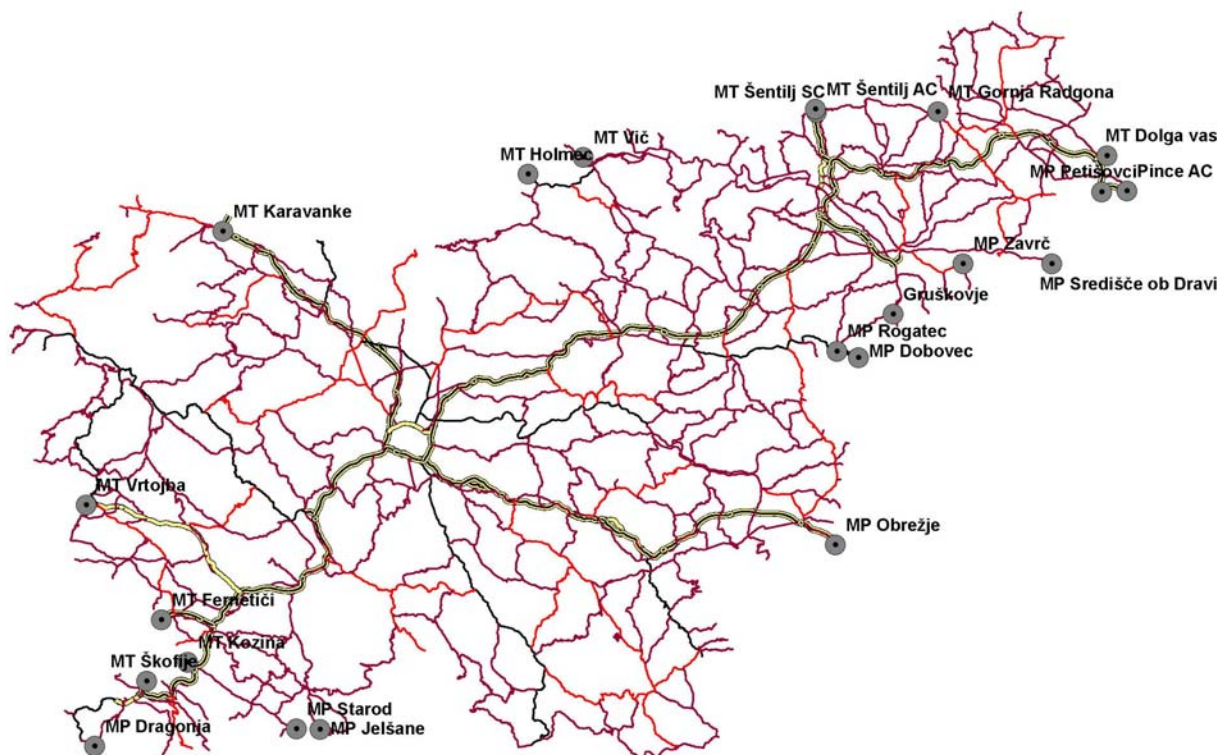 MT Šentilj SC
MT Šentilj AC
MT Gornja Radgona
MT Vič
MT Dolga vas
MT Holmec
MP Petišovci
Pince AC
MT Karavanke
MP Zavrč
MP Središče ob Dravi
Gruškovje
MP Rogatec
MP Dobovec
MT Vrtojba
MP Obrežje
MT Fernetiči
MT Kozina
MT Škofije
MP Starod
MP Dragonja
MP Jelšane